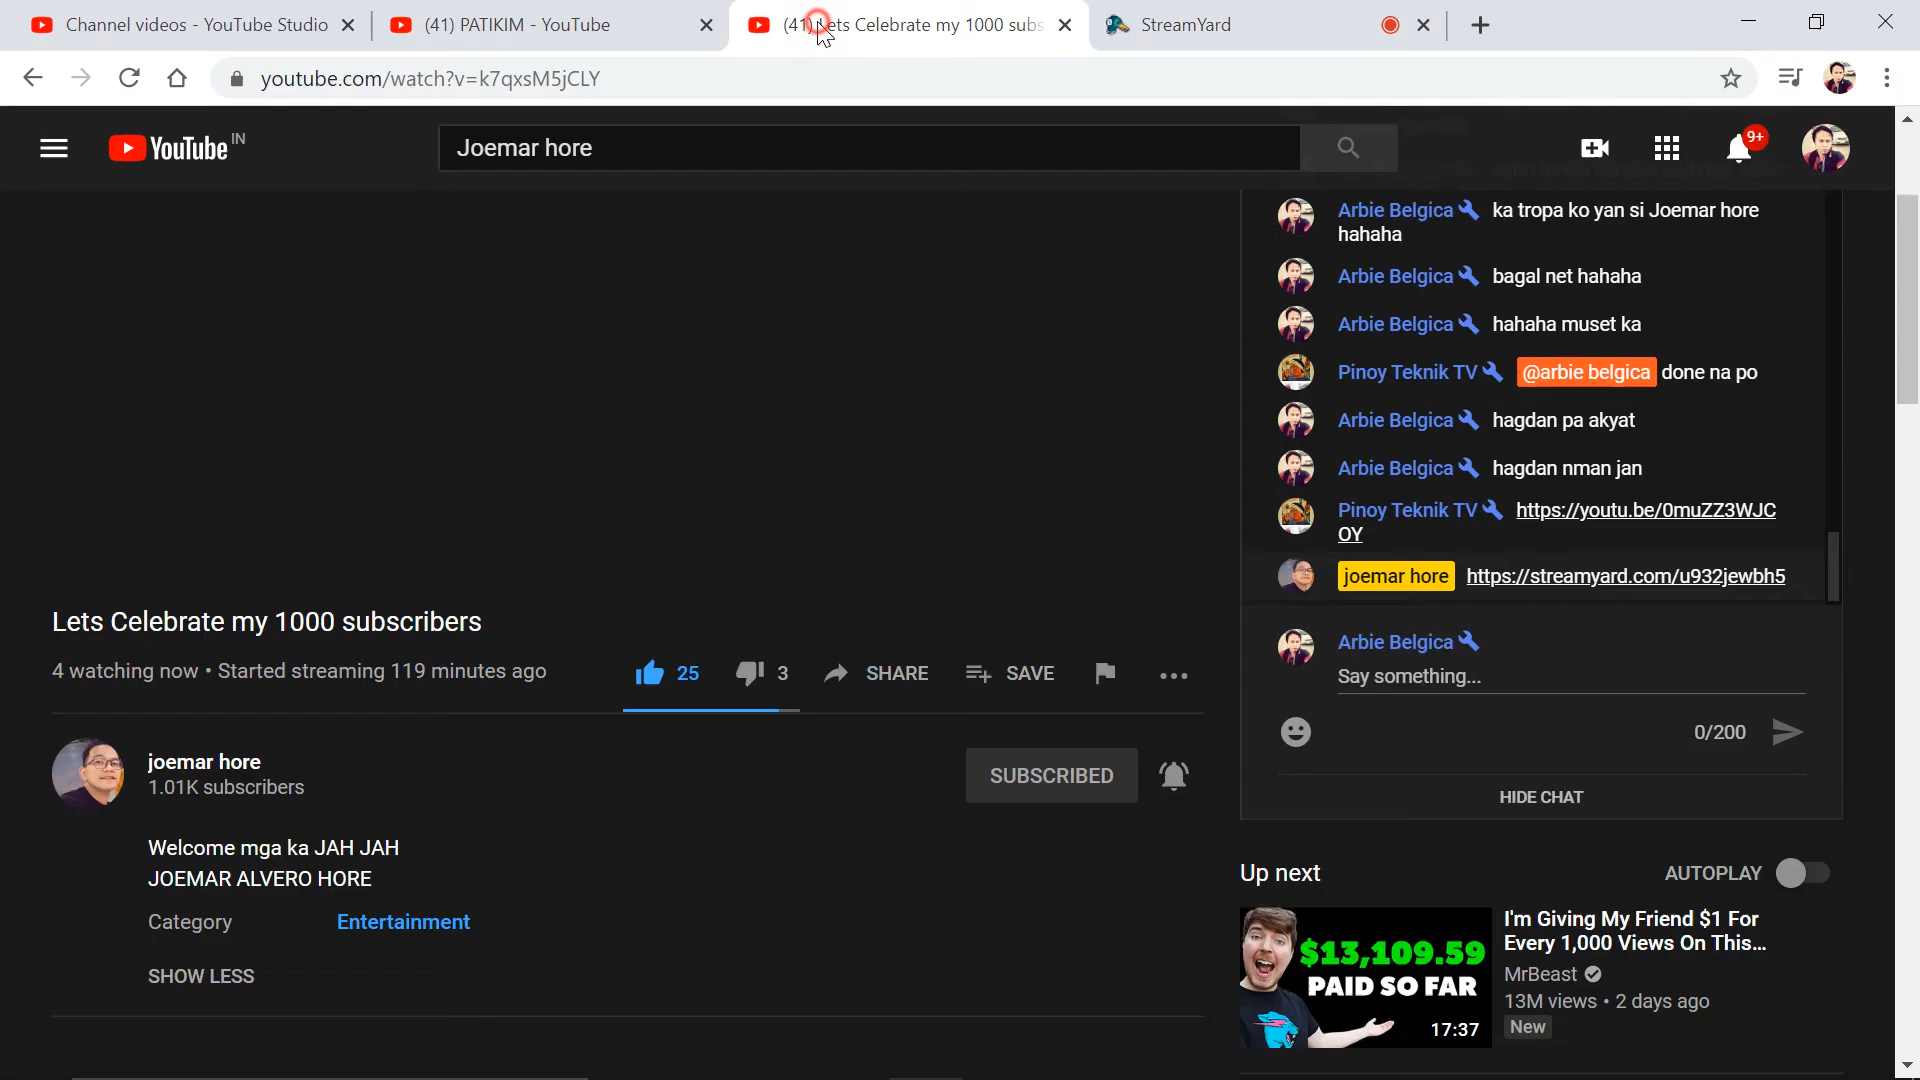 Channel videos - YouTube Studio
(41) PATIKIM - YouTube
(41) Lets Celebrate my 1000 subs
StreamYard
youtube.com/watch?v=k7qxsM5jCLY
YouTube IN
Joemar hore
9+
Arbie Belgica ka tropa ko yan si Joemar hore
hahaha
Arbie Belgica bagal net hahaha
Arbie Belgica hahaha muset ka
Pinoy Teknik TV @arbie belgica done na po
Arbie Belgica hagdan pa akyat
Arbie Belgica hagdan nman jan
Pinoy Teknik TV https://youtu.be/0muZZ3WJC
OY
joemar hore https://streamyard.com/u932jewbh5
Arbie Belgica
Say something...
0/200
HIDE CHAT
Lets Celebrate my 1000 subscribers
4 watching now • Started streaming 119 minutes ago
25 3 SHARE SAVE
joemar hore
1.01K subscribers
SUBSCRIBED
Welcome mga ka JAH JAH
JOEMAR ALVERO HORE
Category Entertainment
SHOW LESS
Up next
AUTOPLAY
$13,109.59
PAID SO FAR
17:37
I'm Giving My Friend $1 For
Every 1,000 Views On This...
MrBeast
13M views • 2 days ago
New